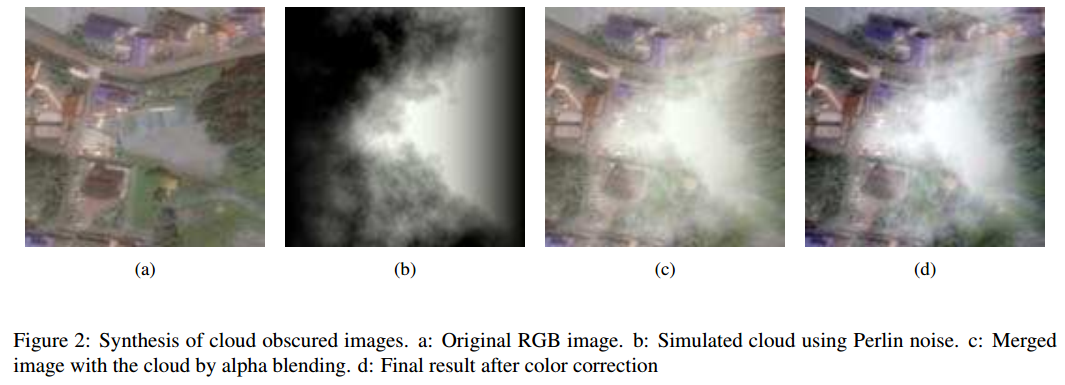 (a)
(b)
(c)
(d)
Figure 2: Synthesis of cloud obscured images. a: Original RGB image. b: Simulated cloud using Perlin noise. c: Merged
image with the cloud by alpha blending. d: Final result after color correction